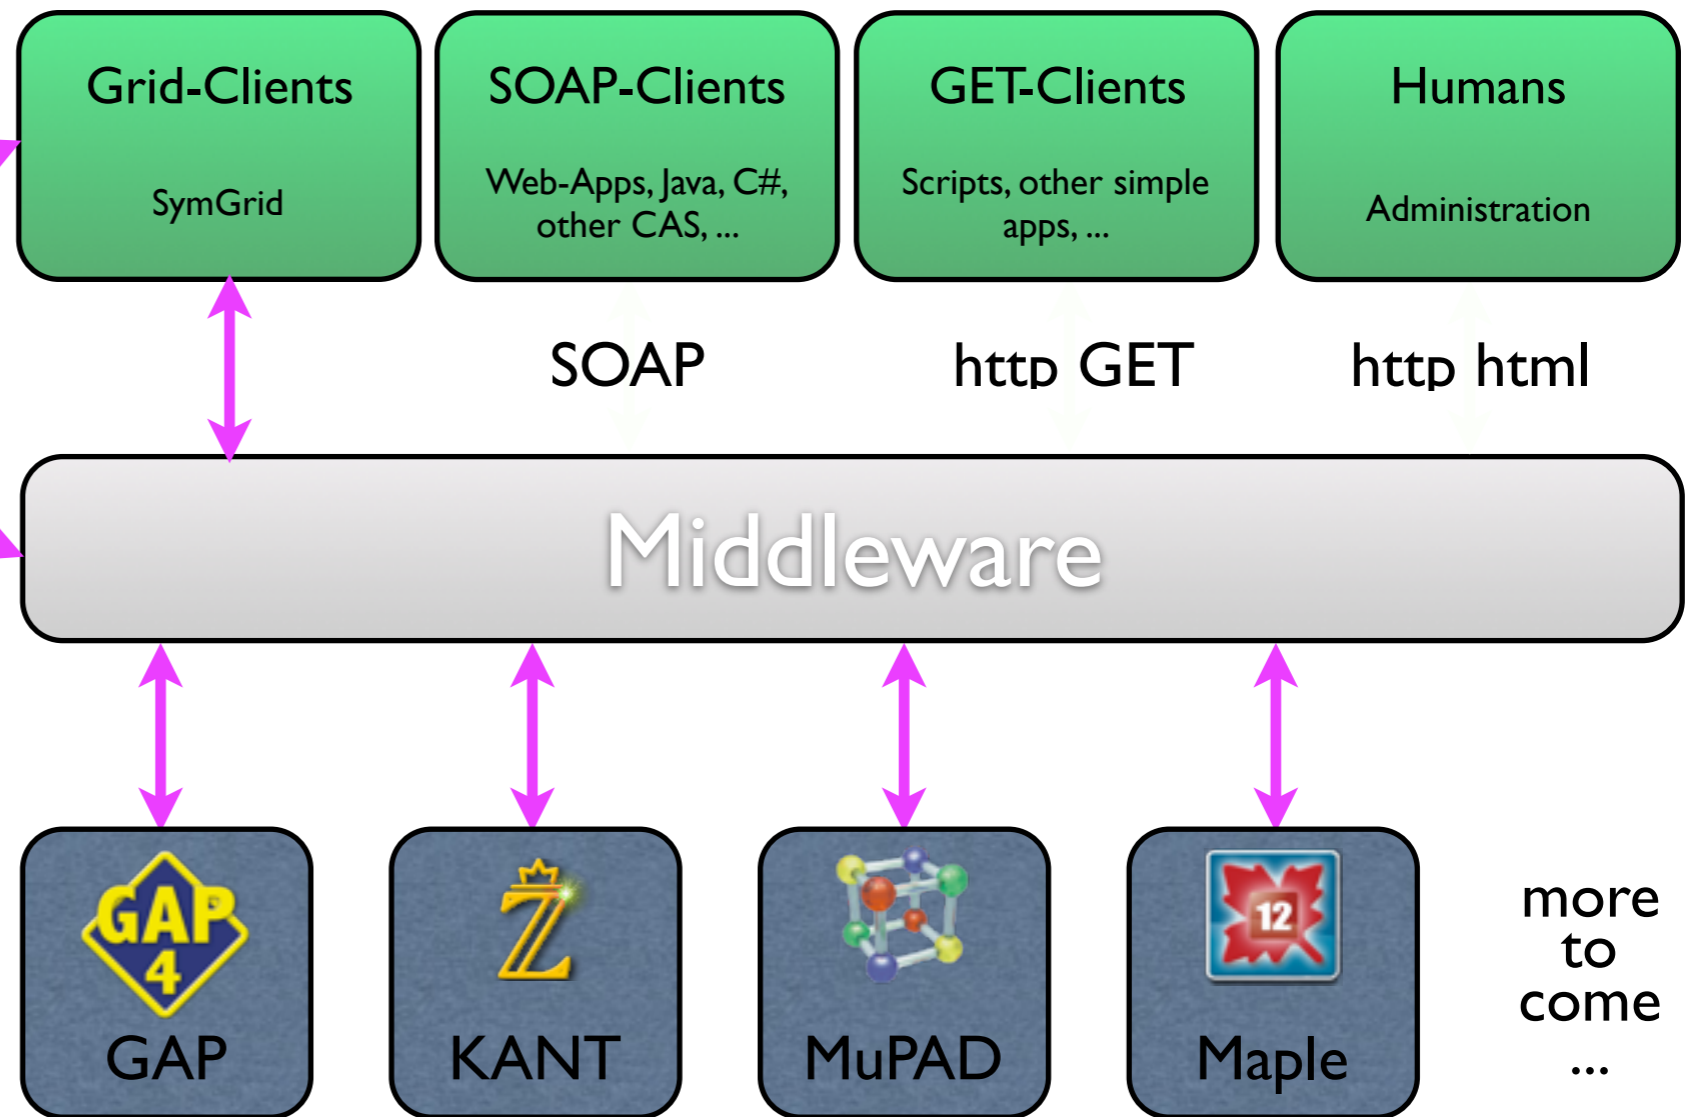 Grid-Clients
SymGrid
SOAP-Clients
Web-Apps, Java, C#,
other CAS, ...
GET-Clients
Scripts, other simple
apps, ...
Humans
Administration
SOAP
http GET
http html
Middleware
GAP
4
GAP
Z
KANT
MuPAD
12
Maple
more
to
come
...